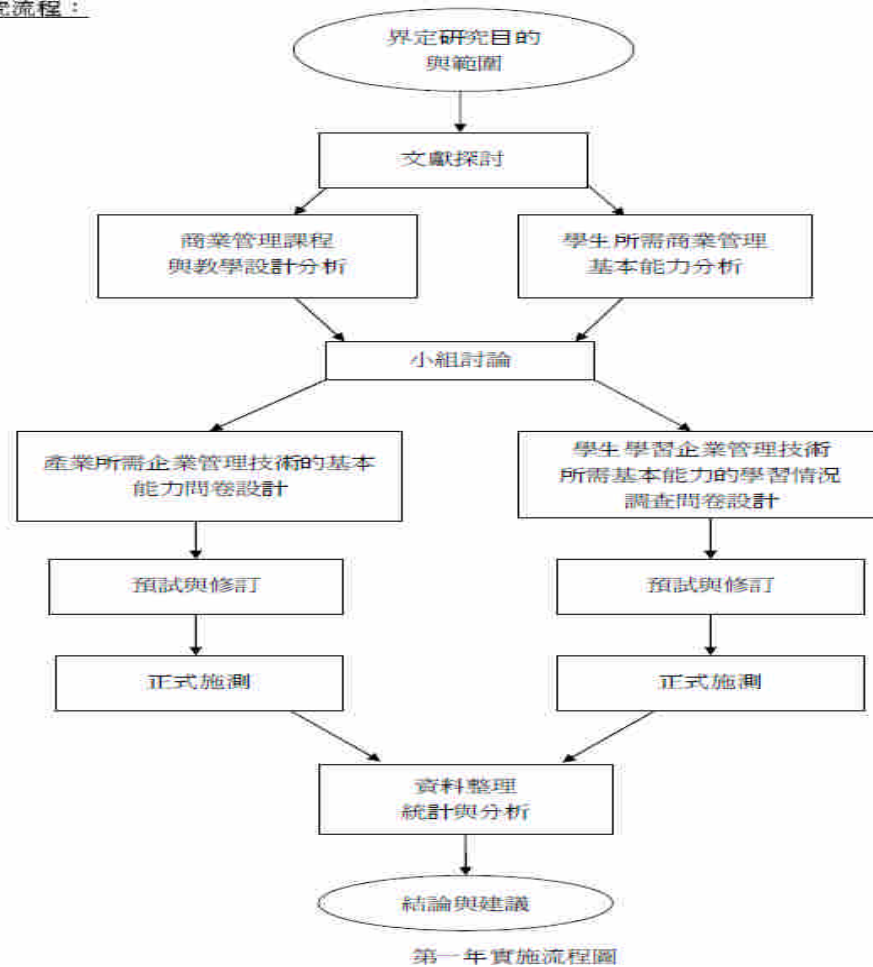 究流程：
界定研究目的
與範圍
文獻探討
商業管理課程
與教學設計分析
學生所需商業管理
基本能力分析
小組討論
產業所需企業管理技術的基本
能力問卷設計
學生學習企業管理技術
所需基本能力的學習情況
調查問卷設計
預試與修訂
預試與修訂
正式施測
正式施測
資料整理
統計與分析
結論與建議
第一年實施流程圖